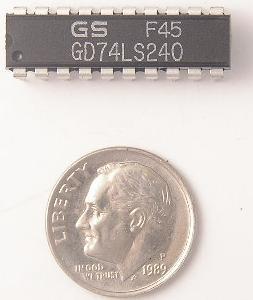 GS F45
GD74LS240
LIBERTY
IN GOD
WE TRUST
P
1989